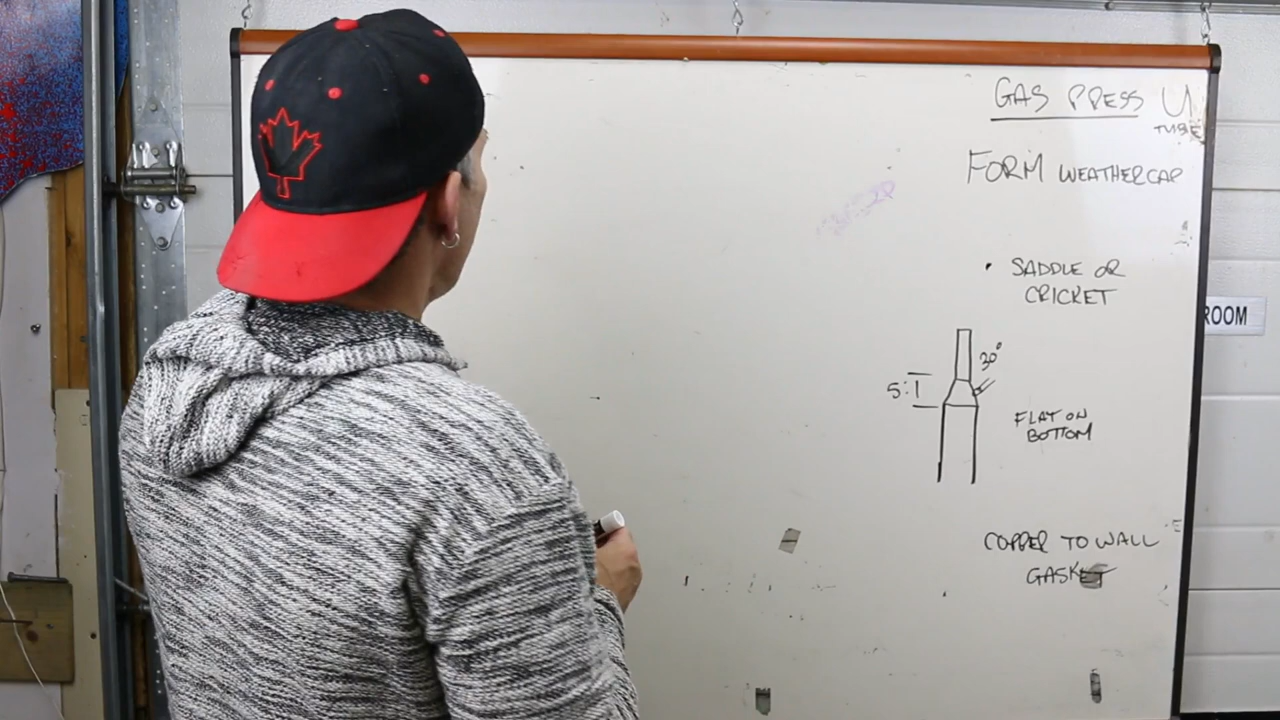 GAS PRESS U
TUBE
FORM WEATHERCAP
• SADDLE OR
CRICKET
30°
5:1
FLAT ON
BOTTOM
COPPER TO WALL
GASKET
ROOM